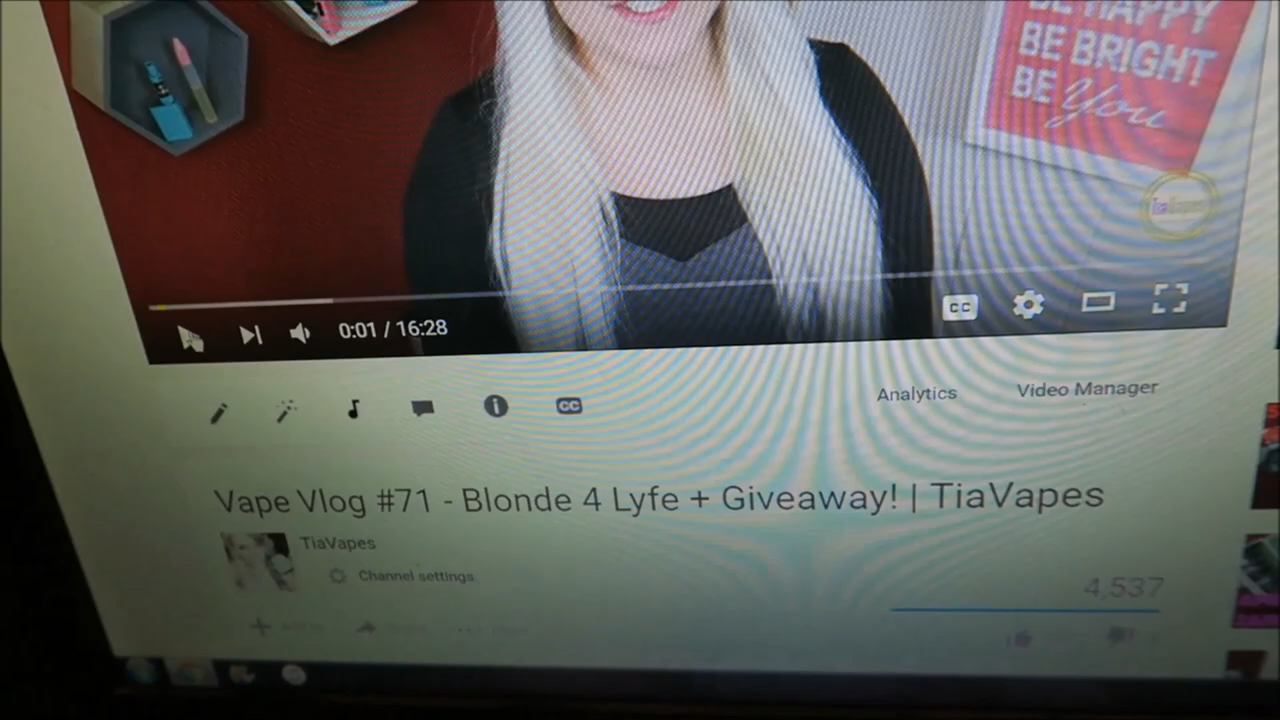 BE HAPPY
BE BRIGHT
BE You
0:01 / 16:28
CC
CC
Analytics
Video Manager
Vape Vlog #71 - Blonde 4 Lyfe + Giveaway! | TiaVapes
TiaVapes
Channel settings
4,537